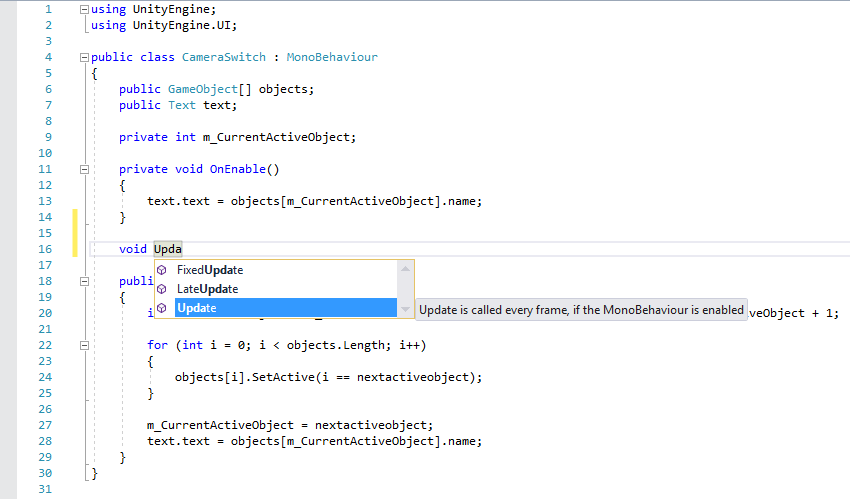 1 using UnityEngine;
2 using UnityEngine.UI;
3
4 public class CameraSwitch : MonoBehaviour
5 {
6 public GameObject[] objects;
7 public Text text;
8
9 private int m_CurrentActiveObject;
10
11 private void OnEnable()
12 {
13 text.text = objects[m_CurrentActiveObject].name;
14 }
15
16 void Upda
17 FixedUpdate
18 publi LateUpdate
19 {
Update
Update is called every frame, if the MonoBehaviour is enabled
20 veObject + 1;
21
22 for (int i = 0; i < objects.Length; i++)
23 {
24 objects[i].SetActive(i == nextactiveobject);
25 }
26
27 m_CurrentActiveObject = nextactiveobject;
28 text.text = objects[m_CurrentActiveObject].name;
29 }
30 }
31